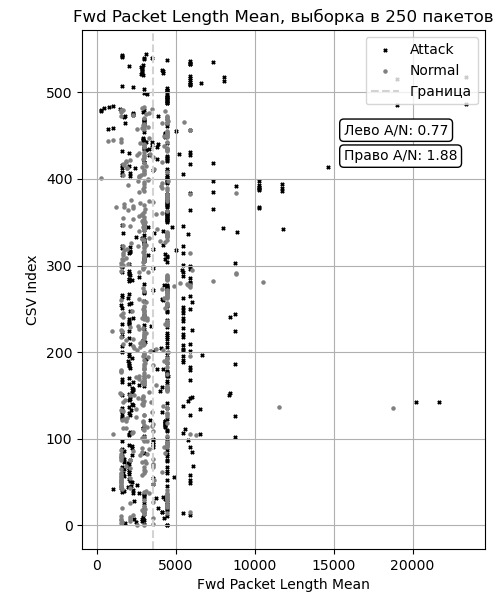 Fwd Packet Length Mean, выборка в 250 пакетов
Attack
Normal
Граница
Лево A/N: 0.77
Право A/N: 1.88
500
400
300
200
100
0
CSV Index
0 5000 10000 15000 20000
Fwd Packet Length Mean